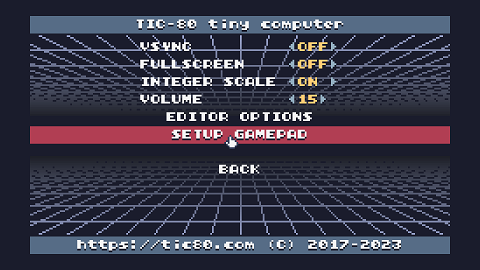 TIC-80 tiny computer
VSYNC OFF
FULLSCREEN OFF
INTEGER SCALE ON
VOLUME 15
EDITOR OPTIONS
SETUP GAMEPAD
BACK
https://tic80.com (C) 2017-2023